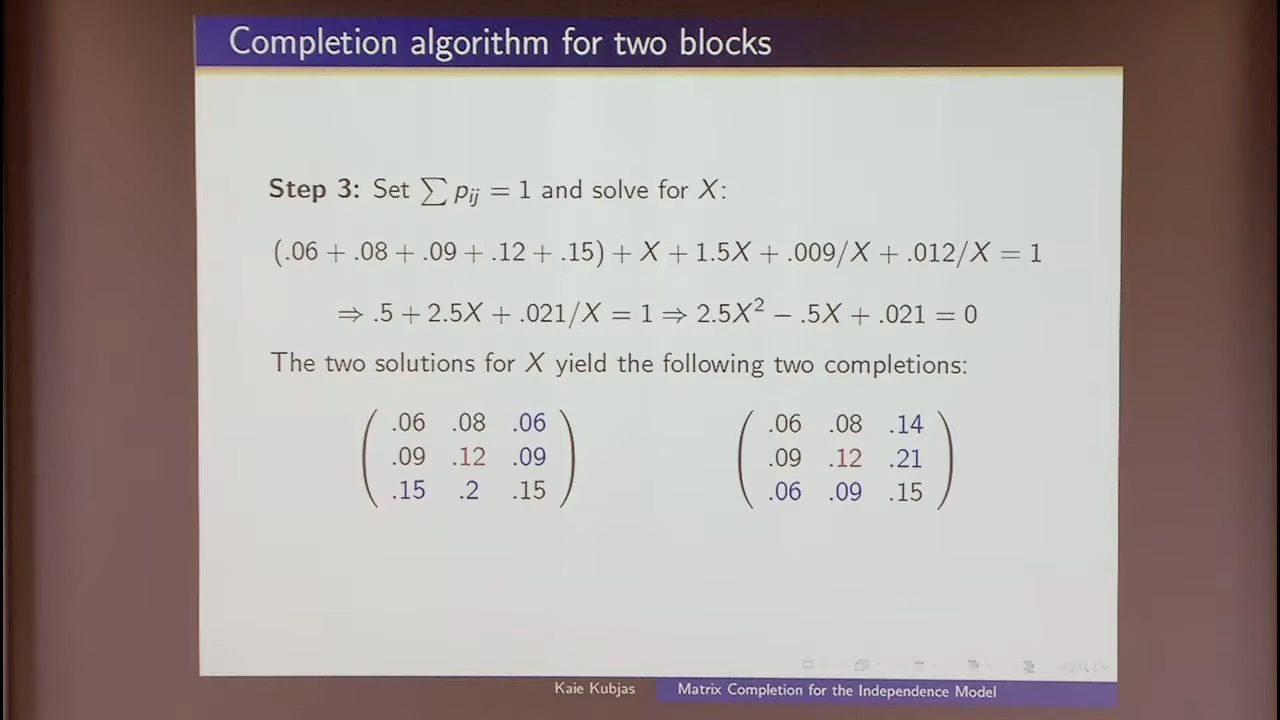 Completion algorithm for two blocks
Step 3: Set ∑ p_ij = 1 and solve for X:
(.06 + .08 + .09 + .12 + .15) + X + 1.5X + .009/X + .012/X = 1
⇒ .5 + 2.5X + .021/X = 1 ⇒ 2.5X² − .5X + .021 = 0
The two solutions for X yield the following two completions:
.06 .08 .06 .06 .08 .14
.09 .12 .09 .09 .12 .21
.15 .2 .15 .06 .09 .15
Kaie Kubjas Matrix Completion for the Independence Model